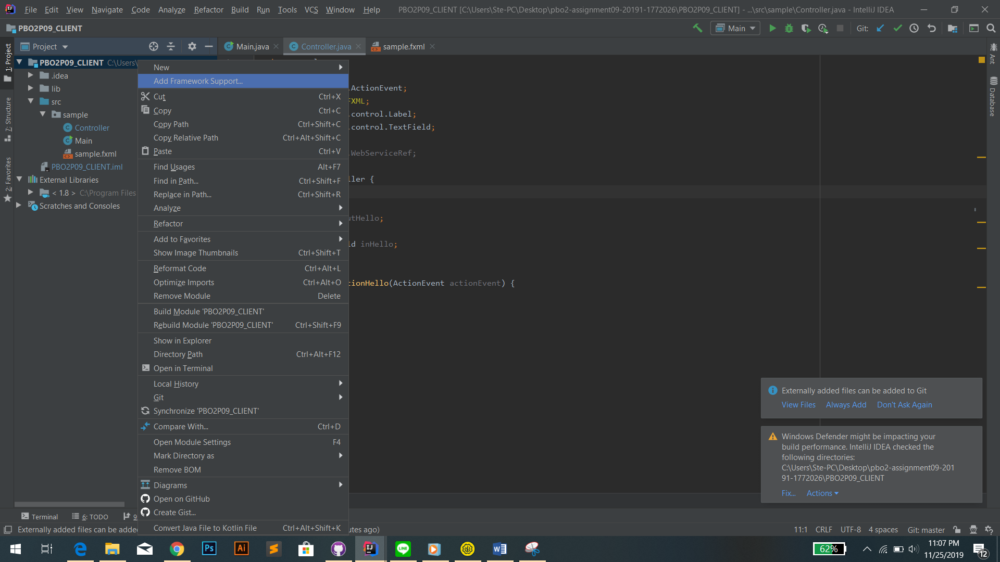 File Edit View Navigate Code Analyze Refactor Build Run Tools VCS Window Help PBO2P09_CLIENT [C:\Users\Ste-PC\Desktop\pbo2-assignment09-20191-1772026\PBO2P09_CLIENT] - ...\src\sample\Controller.java - IntelliJ IDEA
PBO2P09_CLIENT Main Git:
Project Main.java Controller.java sample.fxml
1: Project
7: Structure
2: Favorites
PBO2P09_CLIENT C:\Users\
.idea
lib
src
sample
Controller
Main
sample.fxml
PBO2P09_CLIENT.iml
External Libraries
< 1.8 > C:\Program Files
Scratches and Consoles
New
Add Framework Support...
Cut Ctrl+X
Copy Ctrl+C
Copy Path Ctrl+Shift+C
Copy Relative Path Ctrl+Alt+Shift+C
Paste Ctrl+V
Find Usages Alt+F7
Find in Path... Ctrl+Shift+F
Replace in Path... Ctrl+Shift+R
Analyze
Refactor
Add to Favorites
Show Image Thumbnails Ctrl+Shift+T
Reformat Code Ctrl+Alt+L
Optimize Imports Ctrl+Alt+O
Remove Module Delete
Build Module 'PBO2P09_CLIENT'
Rebuild Module 'PBO2P09_CLIENT' Ctrl+Shift+F9
Show in Explorer
Directory Path Ctrl+Alt+F12
Open in Terminal
Local History
Git
Synchronize 'PBO2P09_CLIENT'
Compare With... Ctrl+D
Open Module Settings F4
Mark Directory as
Remove BOM
Diagrams
Open on GitHub
Create Gist...
Convert Java File to Kotlin File Ctrl+Alt+Shift+K
.ActionEvent;
FXML;
.control.Label;
.control.TextField;
.WebServiceRef;
ller {
utHello;
ld inHello;
tionHello(ActionEvent actionEvent) {
Ant
Database
Externally added files can be added to Git
View Files Always Add Don't Ask Again
Windows Defender might be impacting your
build performance. IntelliJ IDEA checked the
following directories:
C:\Users\Ste-PC\Desktop\pbo2-assignment09-201
91-1772026\PBO2P09_CLIENT
Fix... Actions
Terminal 6: TODO 9
Externally added files can be adde utes ago) 11:1 CRLF UTF-8 4 spaces Git: master
Ps Ai IJ LINE 62% 11:07 PM
11/25/2019 12